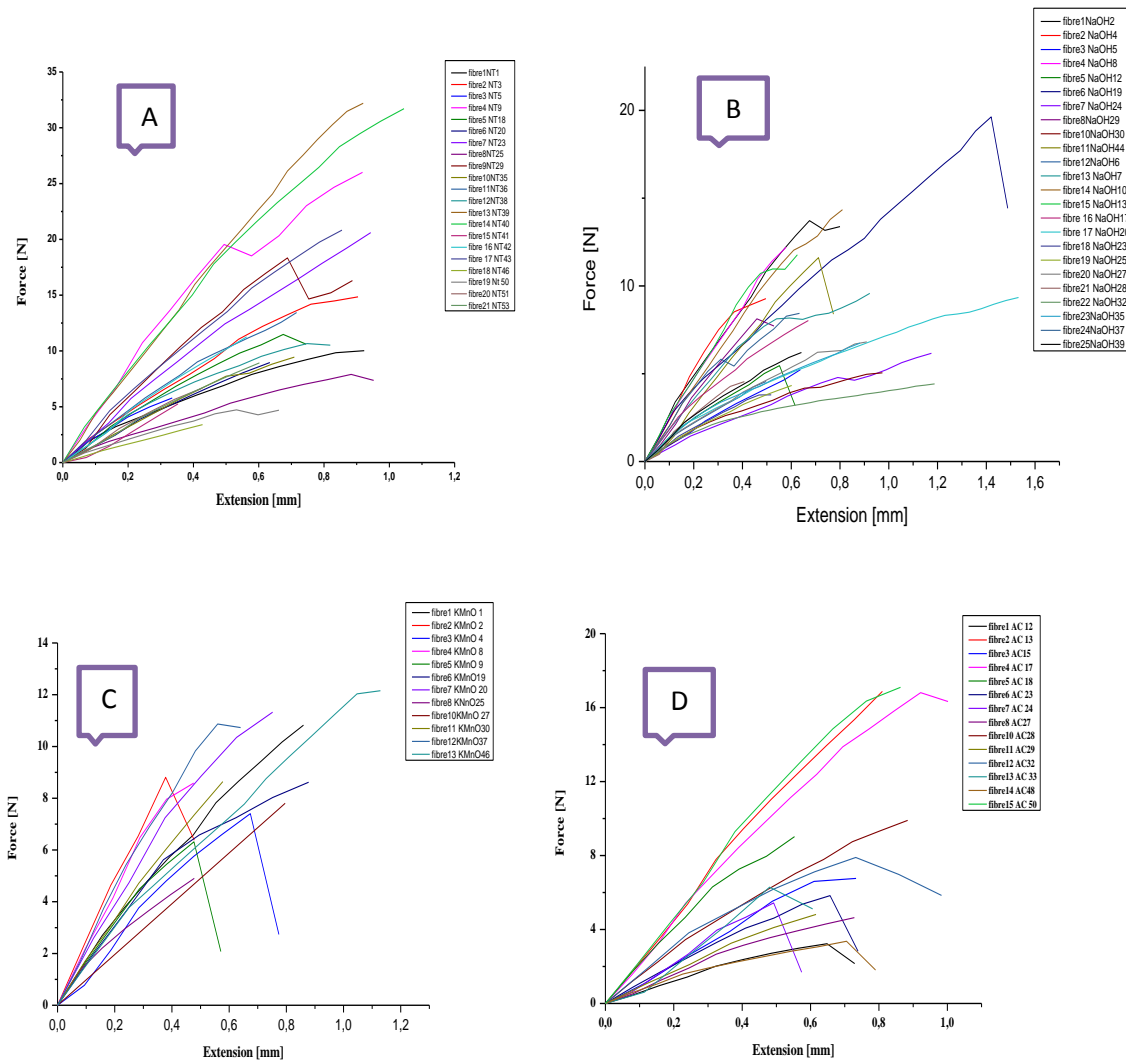 A
35
30
25
20
15
10
5
0
0,0 0,2 0,4 0,6 0,8 1,0 1,2
Force [N]
Extension [mm]
fibre1NT1
fibre2 NT3
fibre3 NT5
fibre4 NT9
fibre5 NT18
fibre6 NT20
fibre7 NT23
fibre8NT25
fibre9NT29
fibre10NT35
fibre11NT36
fibre12NT38
fibre13 NT39
fibre14 NT40
fibre15 NT41
fibre 16 NT42
fibre 17 NT43
fibre18 NT46
fibre19 Nt 50
fibre20 NT51
fibre21 NT53
B
20
10
0
0,0 0,2 0,4 0,6 0,8 1,0 1,2 1,4 1,6
Force [N]
Extension [mm]
fibre1NaOH2
fibre2 NaOH4
fibre3 NaOH5
fibre4 NaOH8
fibre5 NaOH12
fibre6 NaOH19
fibre7 NaOH24
fibre8NaOH29
fibre10NaOH30
fibre11NaOH44
fibre12NaOH6
fibre13 NaOH7
fibre14 NaOH10
fibre15 NaOH13
fibre 16 NaOH17
fibre 17 NaOH20
fibre18 NaOH23
fibre19 NaOH25
fibre20 NaOH27
fibre21 NaOH28
fibre22 NaOH32
fibre23NaOH35
fibre24NaOH37
fibre25NaOH39
C
14
12
10
8
6
4
2
0
0,0 0,2 0,4 0,6 0,8 1,0 1,2
Force [N]
Extension [mm]
fibre1 KMnO 1
fibre2 KMnO 2
fibre3 KMnO 4
fibre4 KMnO 8
fibre5 KMnO 9
fibre6 KMnO19
fibre7 KMnO 20
fibre8 KNnO25
fibre10KMnO 27
fibre11 KMnO30
fibre12KMnO37
fibre13 KMnO46
D
20
16
12
8
4
0
0,0 0,2 0,4 0,6 0,8 1,0
Force [N]
Extension [mm]
fibre1 AC 12
fibre2 AC 13
fibre3 AC15
fibre4 AC 17
fibre5 AC 18
fibre6 AC 23
fibre7 AC 24
fibre8 AC27
fibre10 AC28
fibre11 AC29
fibre12 AC32
fibre13 AC 33
fibre14 AC48
fibre15 AC 50